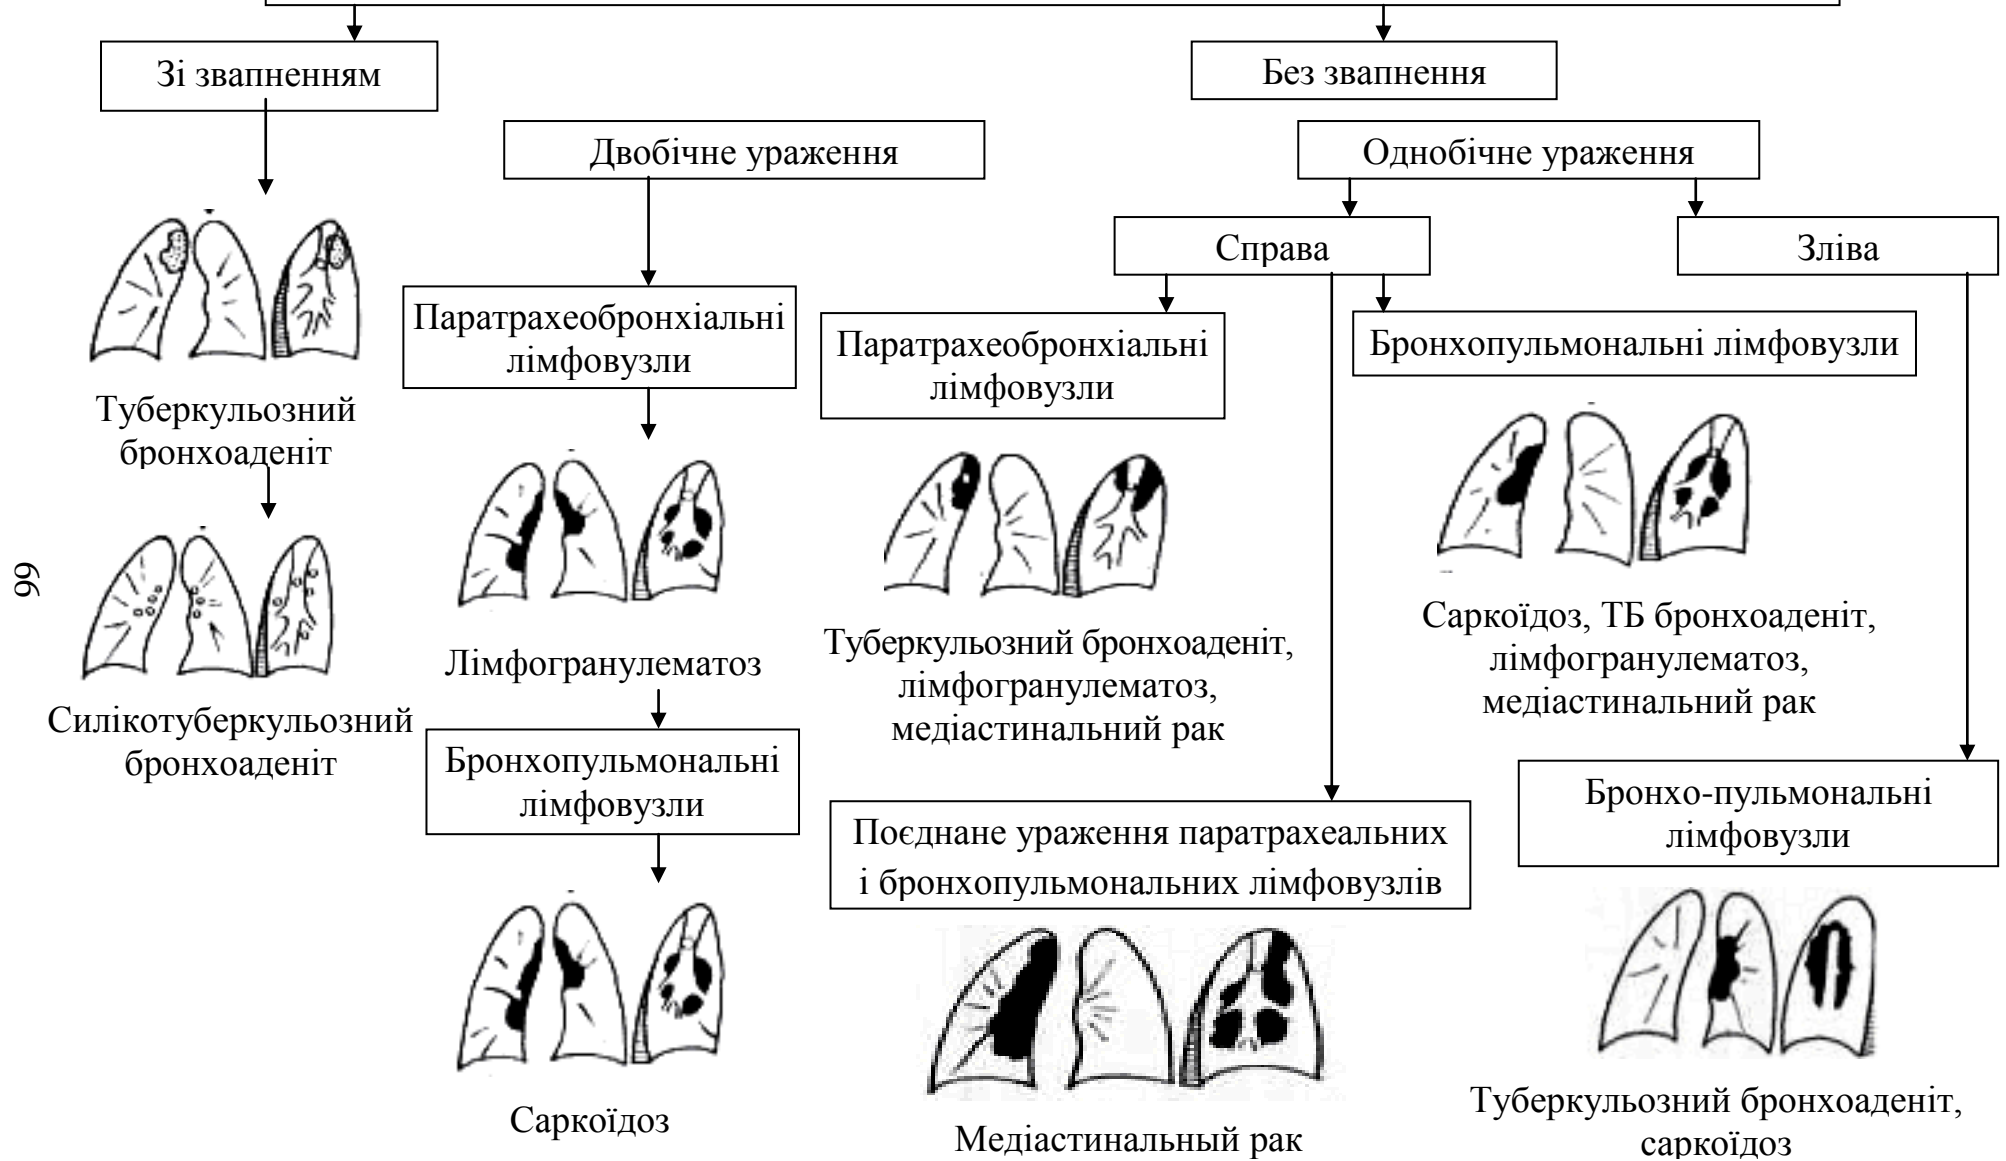 Зі звапненням
Без звапнення
Двобічне ураження
Однобічне ураження
Справа
Зліва
Паратрахеобронхіальні
лімфовузли
Паратрахеобронхіальні
лімфовузли
Бронхопульмональні лімфовузли
Туберкульозний
бронхоаденіт
Силікотуберкульозний
бронхоаденіт
Лімфогранулематоз
Бронхопульмональні
лімфовузли
Саркоїдоз
Туберкульозний бронхоаденіт,
лімфогранулематоз,
медіастинальний рак
Саркоїдоз, ТБ бронхоаденіт,
лімфогранулематоз,
медіастинальний рак
Поєднане ураження паратрахеальних
і бронхопульмональних лімфовузлів
Медіастинальный рак
Бронхо-пульмональні
лімфовузли
Туберкульозний бронхоаденіт,
саркоїдоз
99